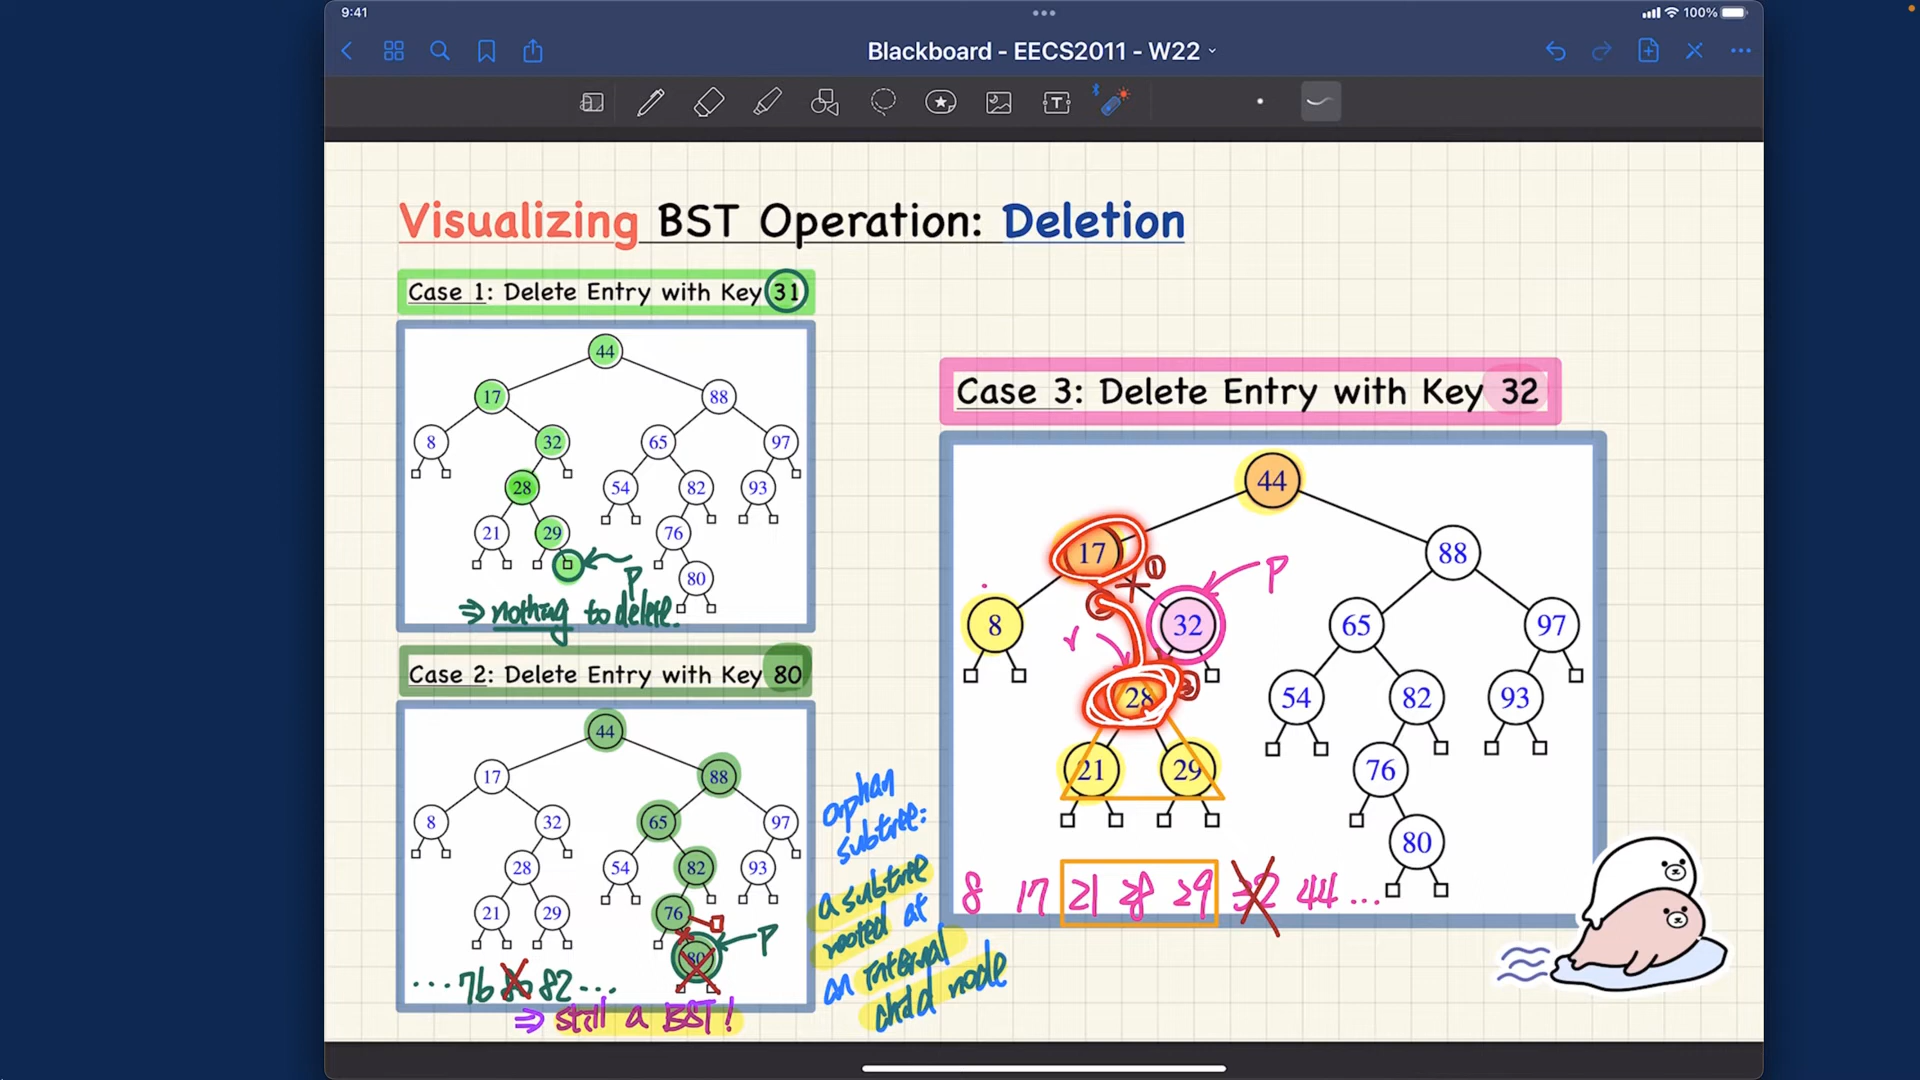 9:41
100%
Blackboard - EECS2011 - W22
T
Visualizing BST Operation: Deletion
Case 1: Delete Entry with Key 31
44
17 88
8 32 65 97
28 54 82 93
21 29 76
p
80
⇒ nothing to delete.
Case 2: Delete Entry with Key 80
44
17 88
8 32 65 97
28 54 82 93
21 29 76
80 p
... 76 80 82 ...
⇒ still a BST!
orphan
subtree:
a subtree
rooted at
an internal
child node
Case 3: Delete Entry with Key 32
44
17 ① 88
p
8 ② 32 65 97
r
28 ③ 54 82 93
21 29 76
80
8 17 21 28 29 32 44 ...